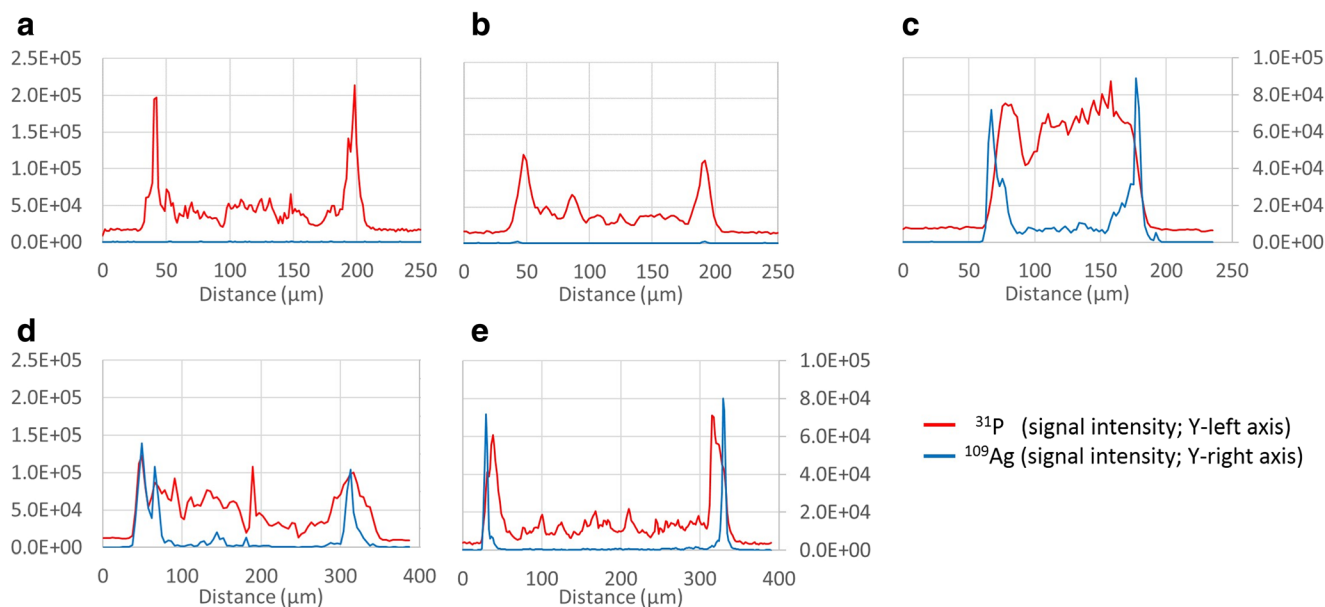 a
b
c
2.5E+05
2.0E+05
1.5E+05
1.0E+05
5.0E+04
0.0E+00
0 50 100 150 200 250
Distance (µm)
0 50 100 150 200 250
Distance (µm)
1.0E+05
8.0E+04
6.0E+04
4.0E+04
2.0E+04
0.0E+00
0 50 100 150 200 250
Distance (µm)
d
e
2.5E+05
2.0E+05
1.5E+05
1.0E+05
5.0E+04
0.0E+00
0 100 200 300 400
Distance (µm)
1.0E+05
8.0E+04
6.0E+04
4.0E+04
2.0E+04
0.0E+00
0 100 200 300 400
Distance (µm)
³¹P (signal intensity; Y-left axis)
¹⁰⁹Ag (signal intensity; Y-right axis)